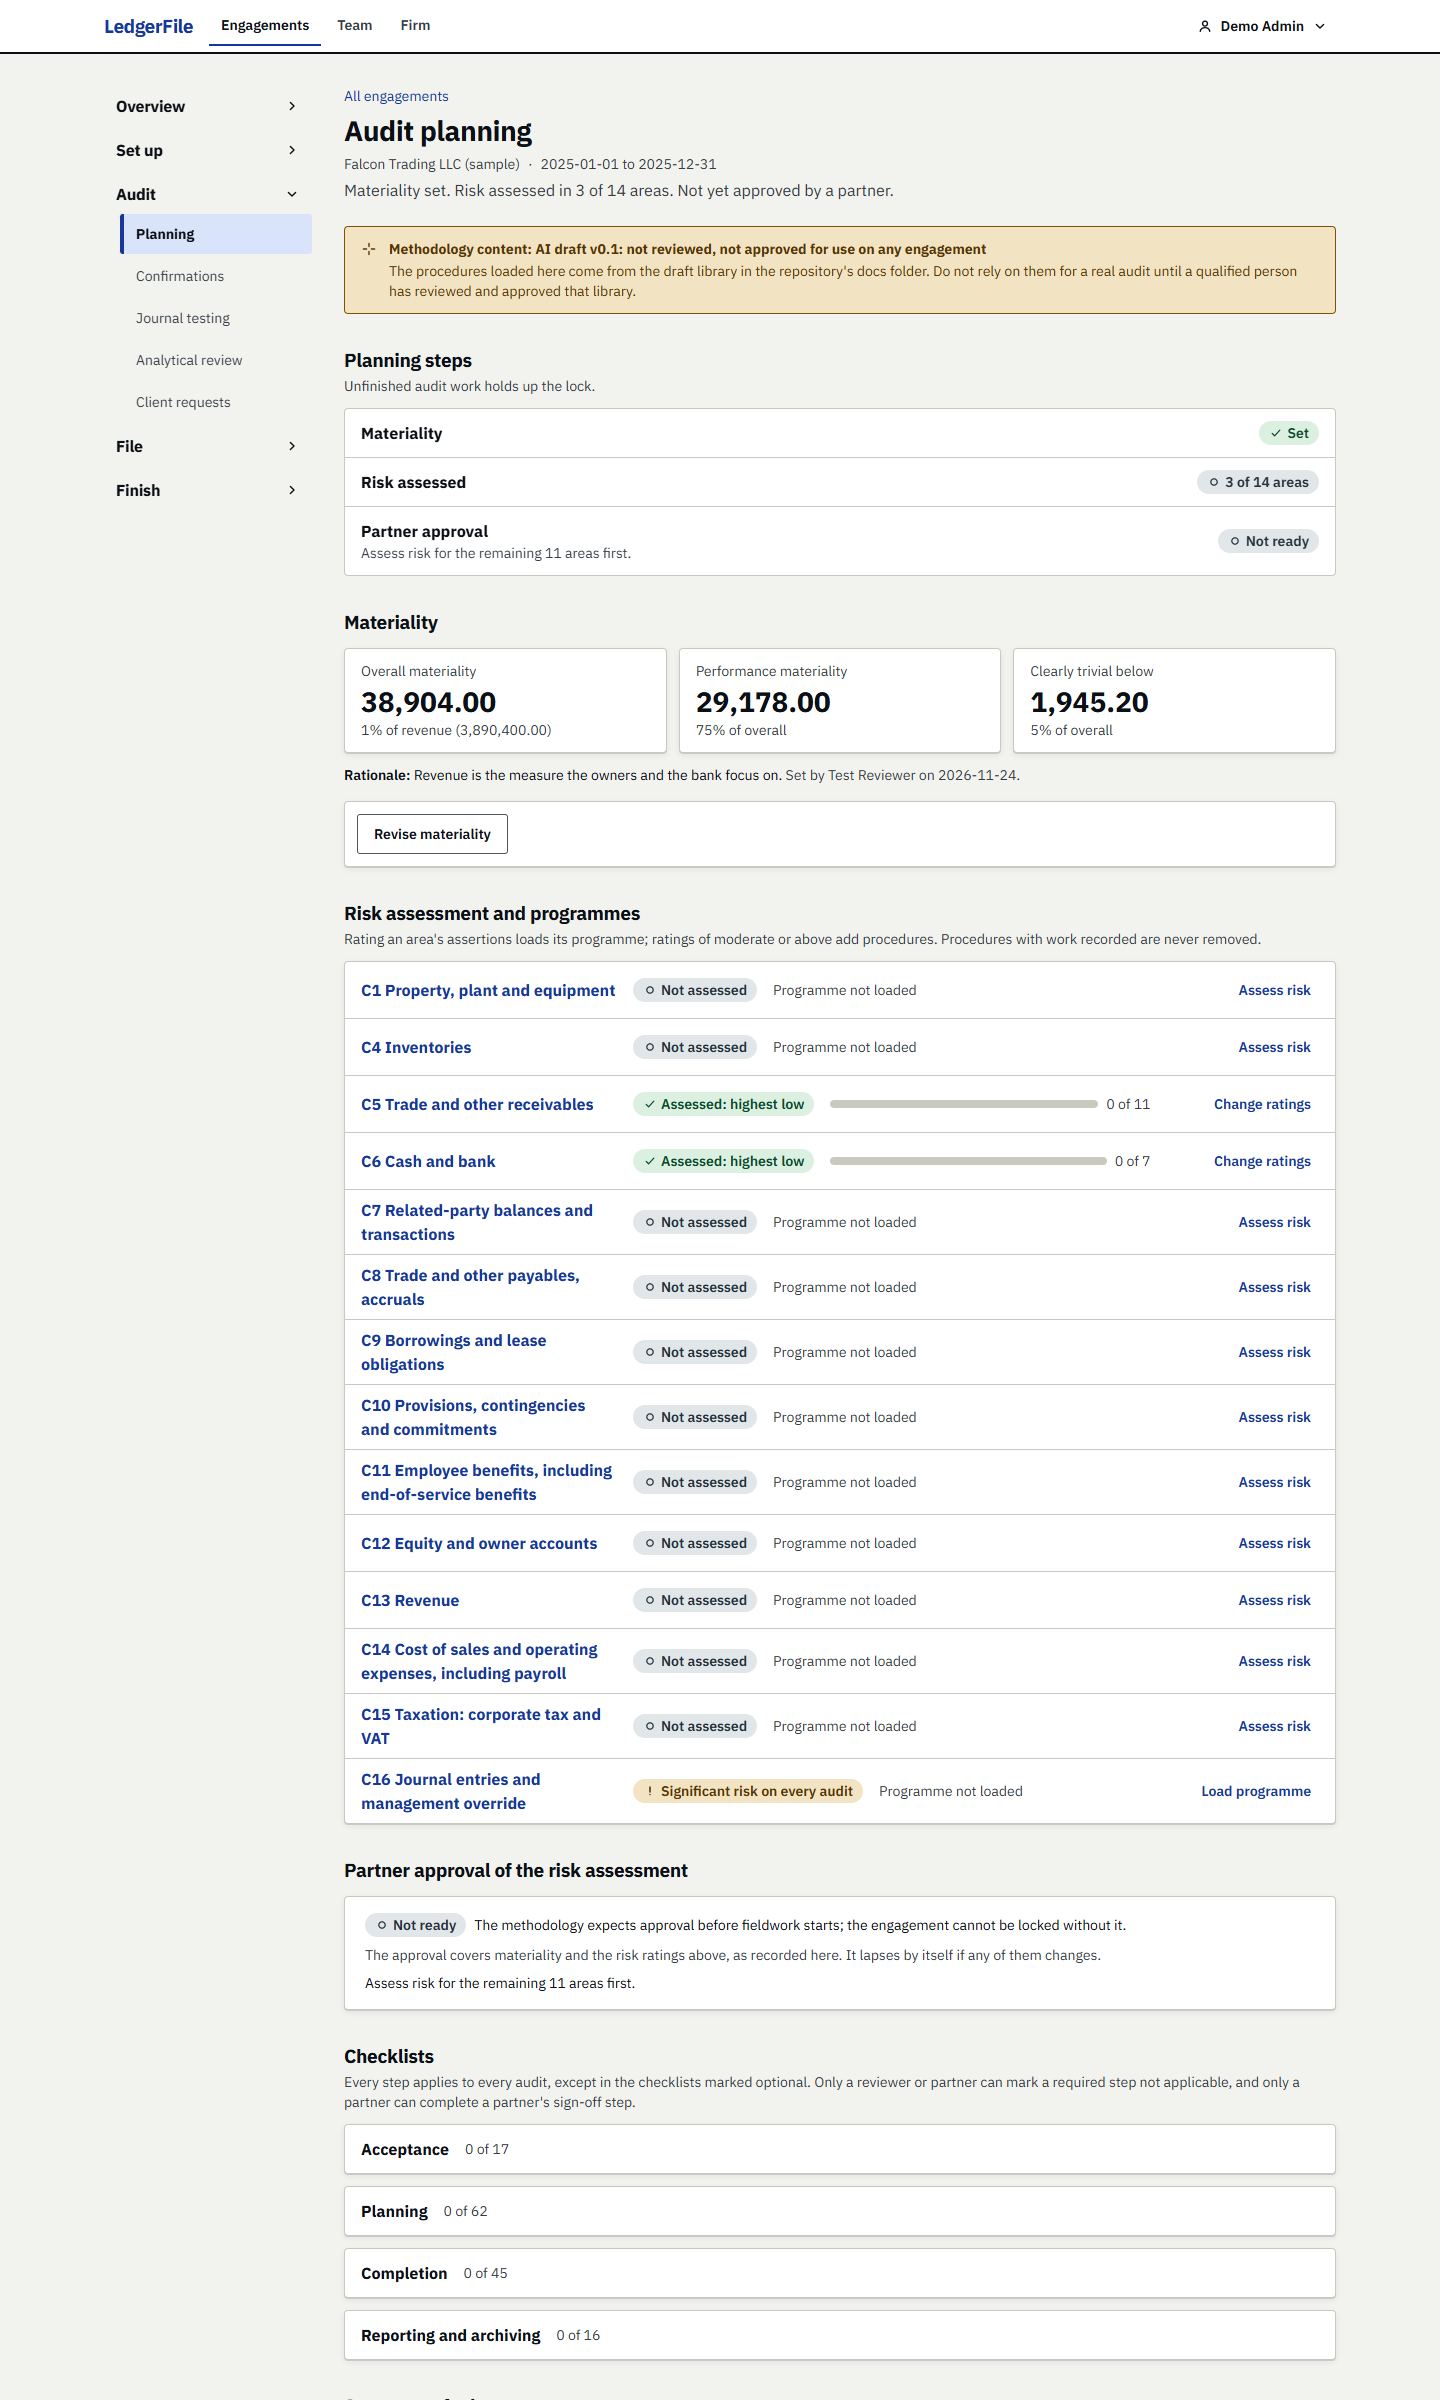 LedgerFile
Engagements
Team
Firm
Demo Admin
Overview
Set up
Audit
Planning
Confirmations
Journal testing
Analytical review
Client requests
File
Finish
All engagements
Audit planning
Falcon Trading LLC (sample) · 2025-01-01 to 2025-12-31
Materiality set. Risk assessed in 3 of 14 areas. Not yet approved by a partner.
Methodology content: AI draft v0.1: not reviewed, not approved for use on any engagement
The procedures loaded here come from the draft library in the repository's docs folder. Do not rely on them for a real audit until a qualified person
has reviewed and approved that library.
Planning steps
Unfinished audit work holds up the lock.
Materiality
Set
Risk assessed
3 of 14 areas
Partner approval
Assess risk for the remaining 11 areas first.
Not ready
Materiality
Overall materiality
38,904.00
1% of revenue (3,890,400.00)
Performance materiality
29,178.00
75% of overall
Clearly trivial below
1,945.20
5% of overall
Rationale: Revenue is the measure the owners and the bank focus on. Set by Test Reviewer on 2026-11-24.
Revise materiality
Risk assessment and programmes
Rating an area's assertions loads its programme; ratings of moderate or above add procedures. Procedures with work recorded are never removed.
C1 Property, plant and equipment Not assessed Programme not loaded Assess risk
C4 Inventories Not assessed Programme not loaded Assess risk
C5 Trade and other receivables Assessed: highest low 0 of 11 Change ratings
C6 Cash and bank Assessed: highest low 0 of 7 Change ratings
C7 Related-party balances and
transactions
Not assessed Programme not loaded Assess risk
C8 Trade and other payables,
accruals
Not assessed Programme not loaded Assess risk
C9 Borrowings and lease
obligations
Not assessed Programme not loaded Assess risk
C10 Provisions, contingencies
and commitments
Not assessed Programme not loaded Assess risk
C11 Employee benefits, including
end-of-service benefits
Not assessed Programme not loaded Assess risk
C12 Equity and owner accounts Not assessed Programme not loaded Assess risk
C13 Revenue Not assessed Programme not loaded Assess risk
C14 Cost of sales and operating
expenses, including payroll
Not assessed Programme not loaded Assess risk
C15 Taxation: corporate tax and
VAT
Not assessed Programme not loaded Assess risk
C16 Journal entries and
management override
Significant risk on every audit Programme not loaded Load programme
Partner approval of the risk assessment
Not ready The methodology expects approval before fieldwork starts; the engagement cannot be locked without it.
The approval covers materiality and the risk ratings above, as recorded here. It lapses by itself if any of them changes.
Assess risk for the remaining 11 areas first.
Checklists
Every step applies to every audit, except in the checklists marked optional. Only a reviewer or partner can mark a required step not applicable, and only a
partner can complete a partner's sign-off step.
Acceptance 0 of 17
Planning 0 of 62
Completion 0 of 45
Reporting and archiving 0 of 16